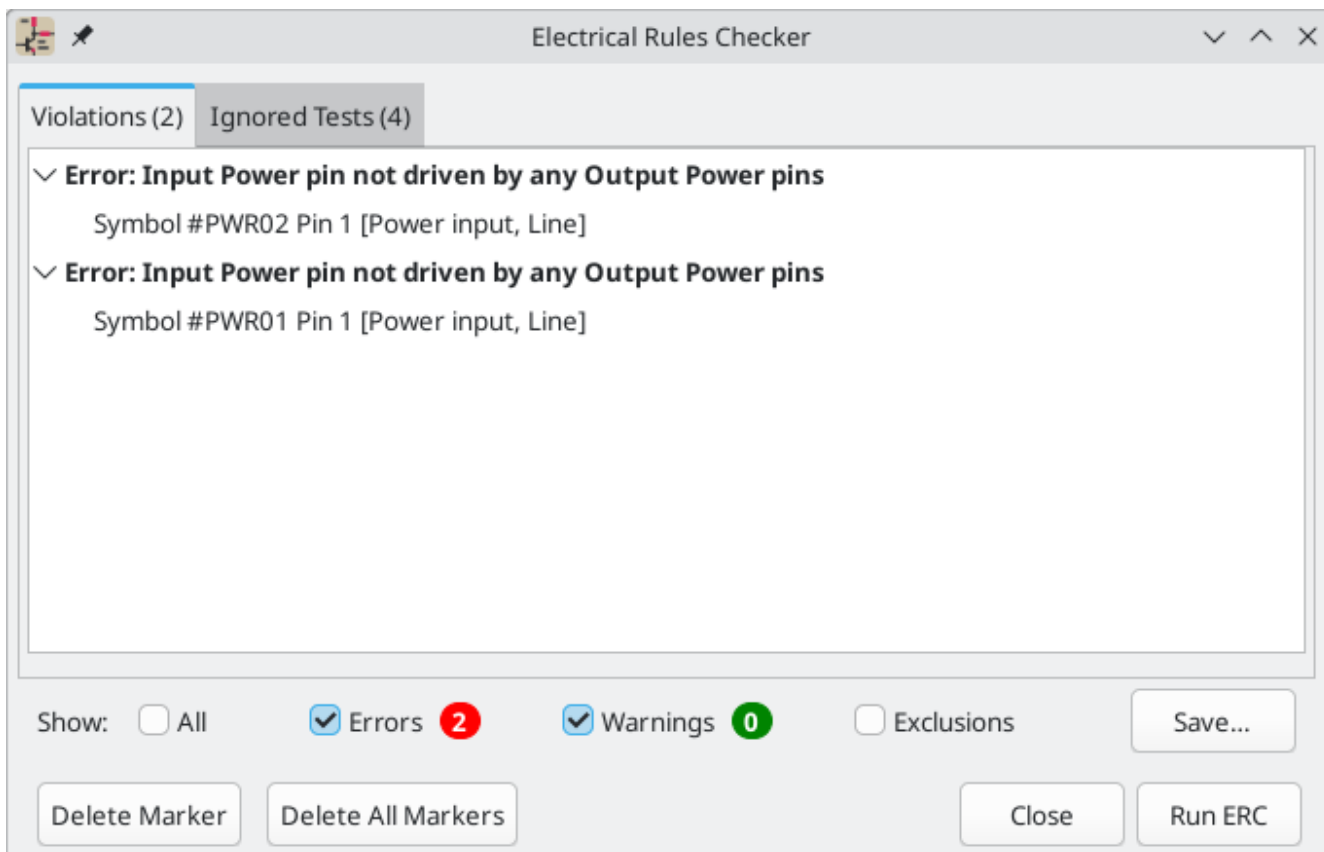 Electrical Rules Checker
Violations (2) Ignored Tests (4)
Error: Input Power pin not driven by any Output Power pins
Symbol #PWR02 Pin 1 [Power input, Line]
Error: Input Power pin not driven by any Output Power pins
Symbol #PWR01 Pin 1 [Power input, Line]
Show: All Errors 2 Warnings 0 Exclusions Save...
Delete Marker Delete All Markers Close Run ERC